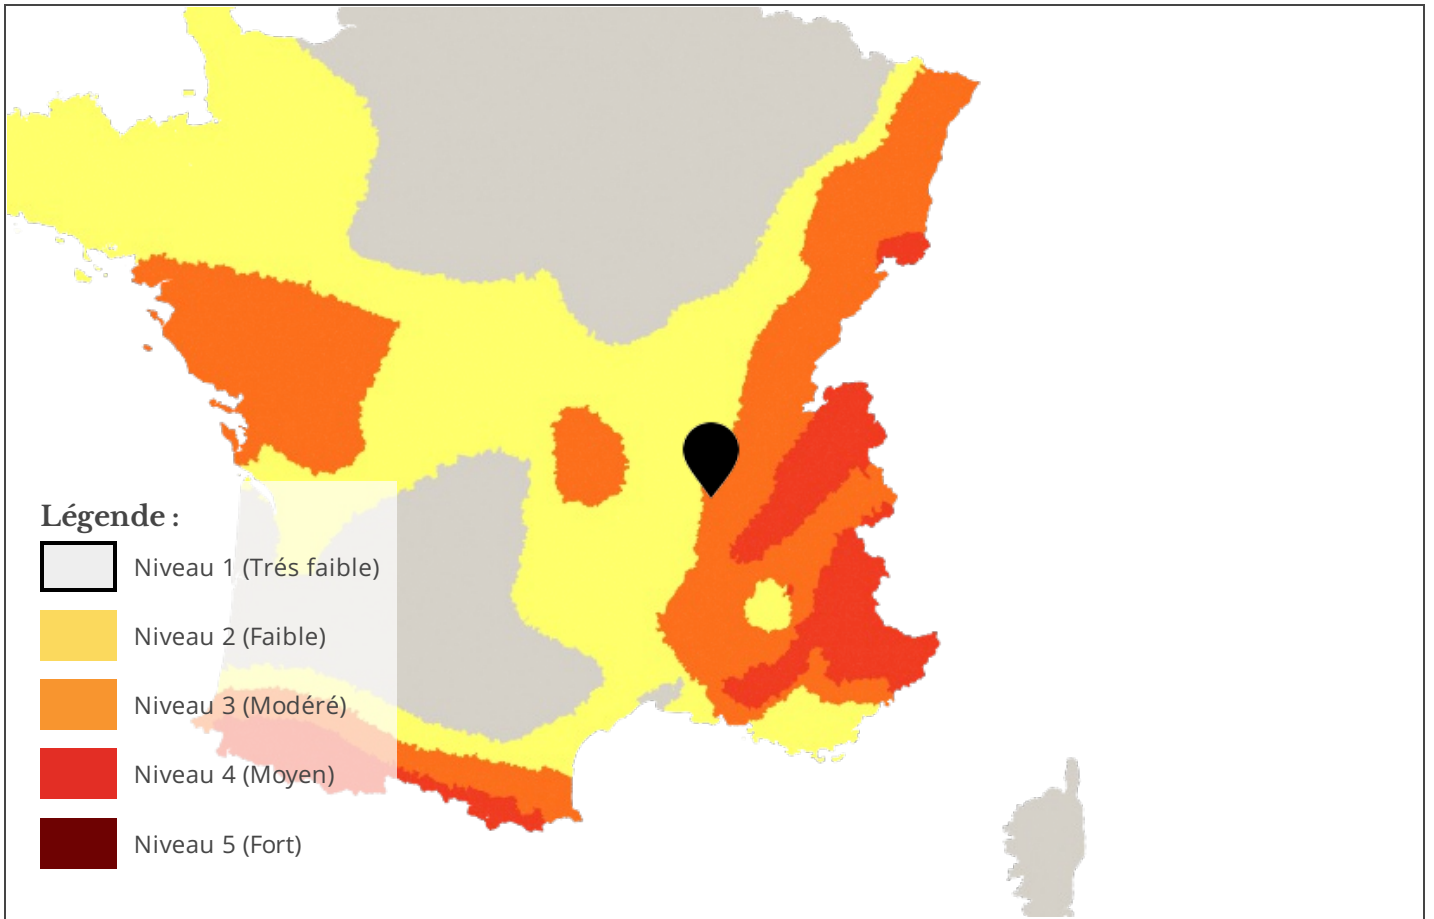 Légende :
Niveau 1 (Trés faible)
Niveau 2 (Faible)
Niveau 3 (Modéré)
Niveau 4 (Moyen)
Niveau 5 (Fort)